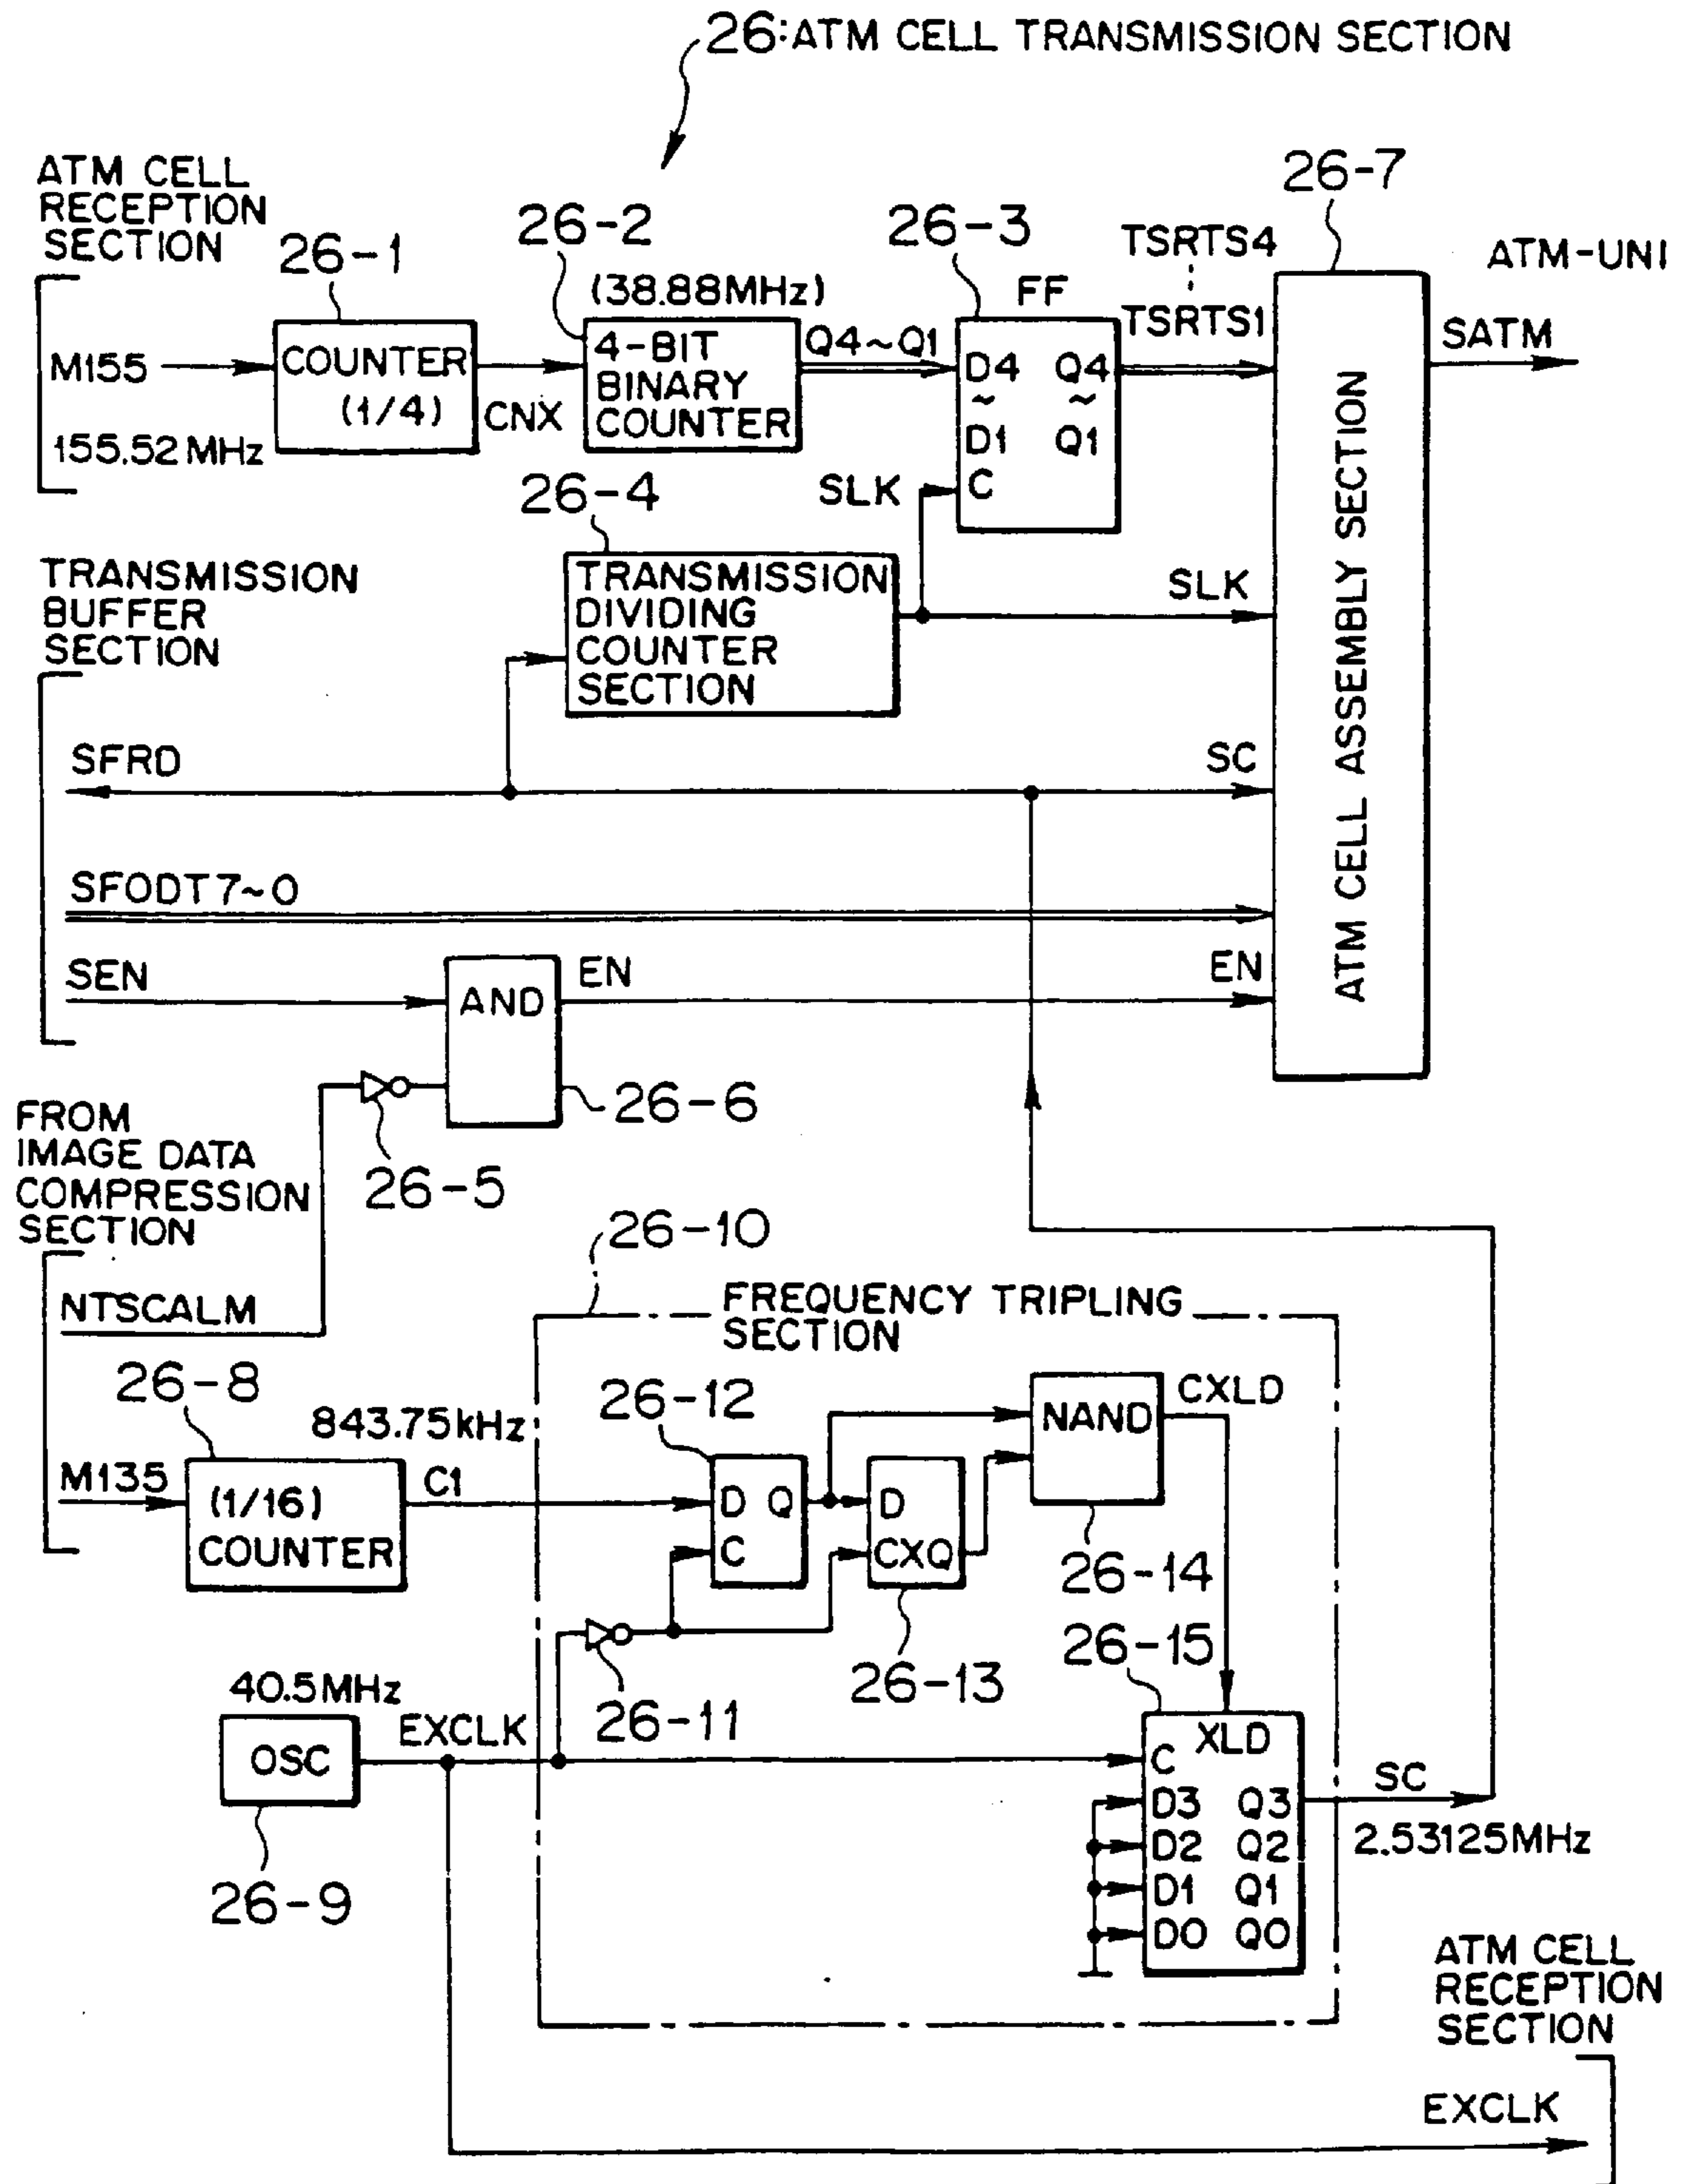 26:ATM CELL TRANSMISSION SECTION
ATM CELL
RECEPTION
SECTION
26-1
26-2
26-3
26-7
TSRTS4
TSRTS1
ATM-UNI
(38.88MHz)
FF
M155
155.52MHz
COUNTER
(1/4)
CNX
4-BIT
BINARY
COUNTER
Q4~Q1
D4 Q4
~ ~
D1 Q1
C
SATM
ATM CELL ASSEMBLY SECTION
26-4
SLK
TRANSMISSION
BUFFER
SECTION
TRANSMISSION
DIVIDING
COUNTER
SECTION
SLK
SFRD
SC
SFODT7~0
SEN
AND
EN
EN
26-5
26-6
FROM
IMAGE DATA
COMPRESSION
SECTION
26-10
NTSCALM
FREQUENCY TRIPLING
SECTION
26-8
843.75kHz
26-12
NAND
CXLD
M135
(1/16)
COUNTER
C1
D Q
C
D
CXQ
26-14
26-15
26-13
26-11
40.5MHz
OSC
EXCLK
26-9
XLD
C
D3 Q3
D2 Q2
D1 Q1
D0 Q0
SC
2.53125MHz
ATM CELL
RECEPTION
SECTION
EXCLK